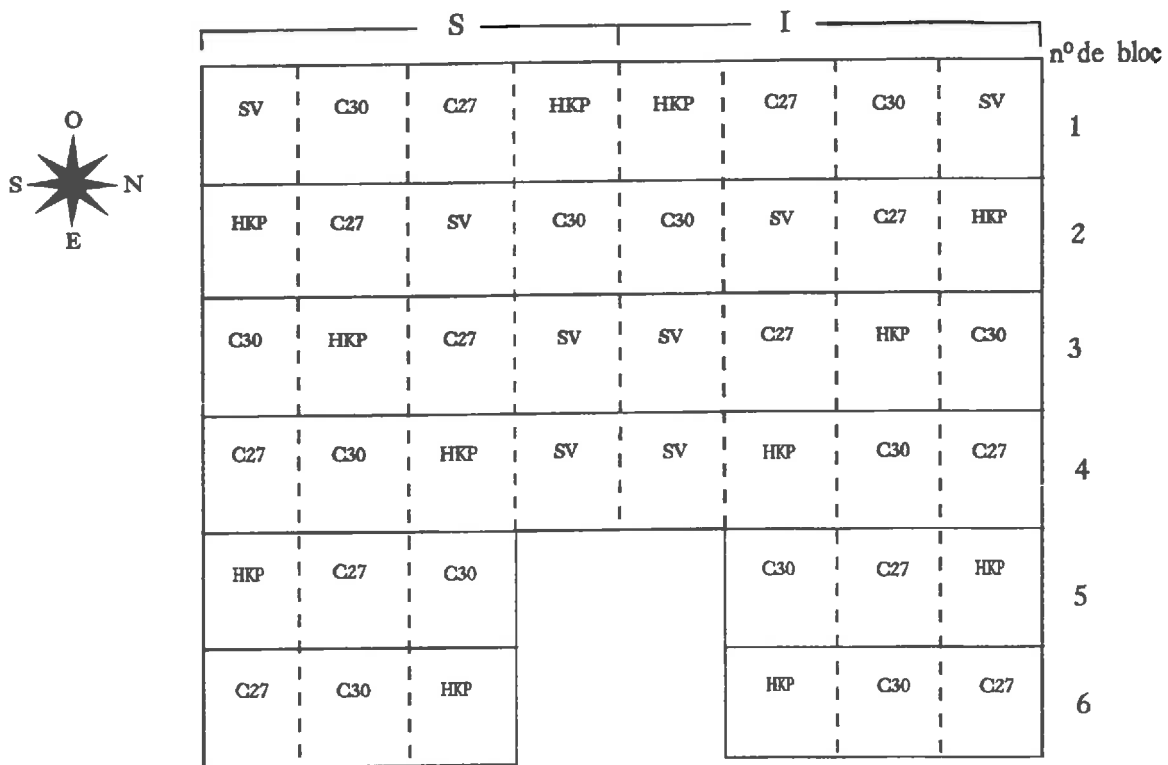 S I
nº de bloc
SV C30 C27 HKP HKP C27 C30 SV 1
O
S N
E
HKP C27 SV C30 C30 SV C27 HKP 2
C30 HKP C27 SV SV C27 HKP C30 3
C27 C30 HKP SV SV HKP C30 C27 4
HKP C27 C30 C30 C27 HKP 5
C27 C30 HKP HKP C30 C27 6